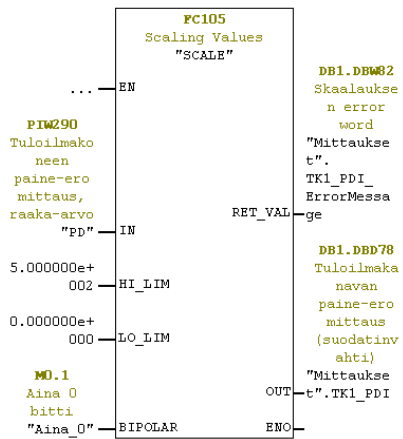 FC105
Scaling Values
"SCALE"
... EN
PIW290
Tuloilmako
neen
paine-ero
mittaus,
raaka-arvo
"PD" IN
5.000000e+
002 HI_LIM
0.000000e+
000 LO_LIM
M0.1
Aina 0
bitti
"Aina_0" BIPOLAR
DB1.DBW82
Skaalaukse
n error
word
"Mittaukse
t".
TK1_PDI_
ErrorMessa
RET_VAL ge
DB1.DBD78
Tuloilmaka
navan
paine-ero
mittaus
(suodatinv
ahti)
"Mittaukse
OUT t".TK1_PDI
ENO